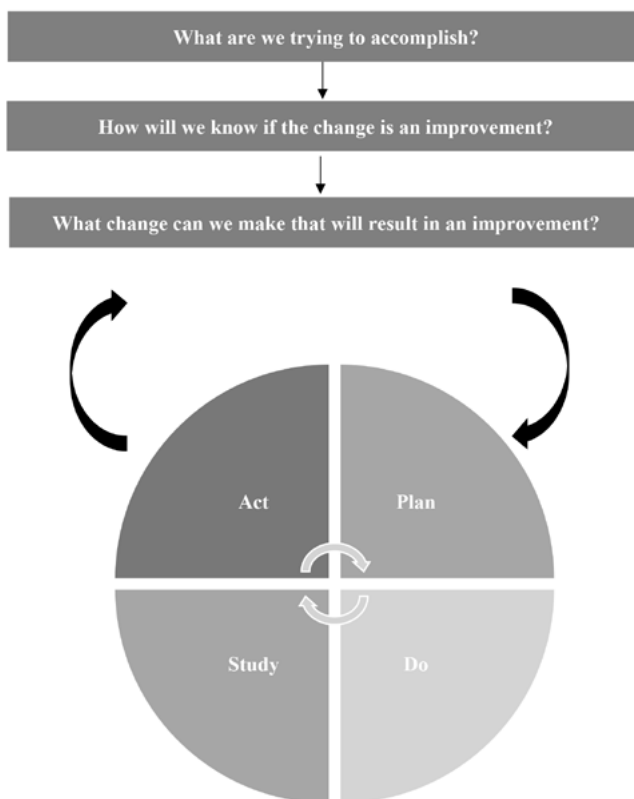 What are we trying to accomplish?
How will we know if the change is an improvement?
What change can we make that will result in an improvement?
Act
Plan
Study
Do